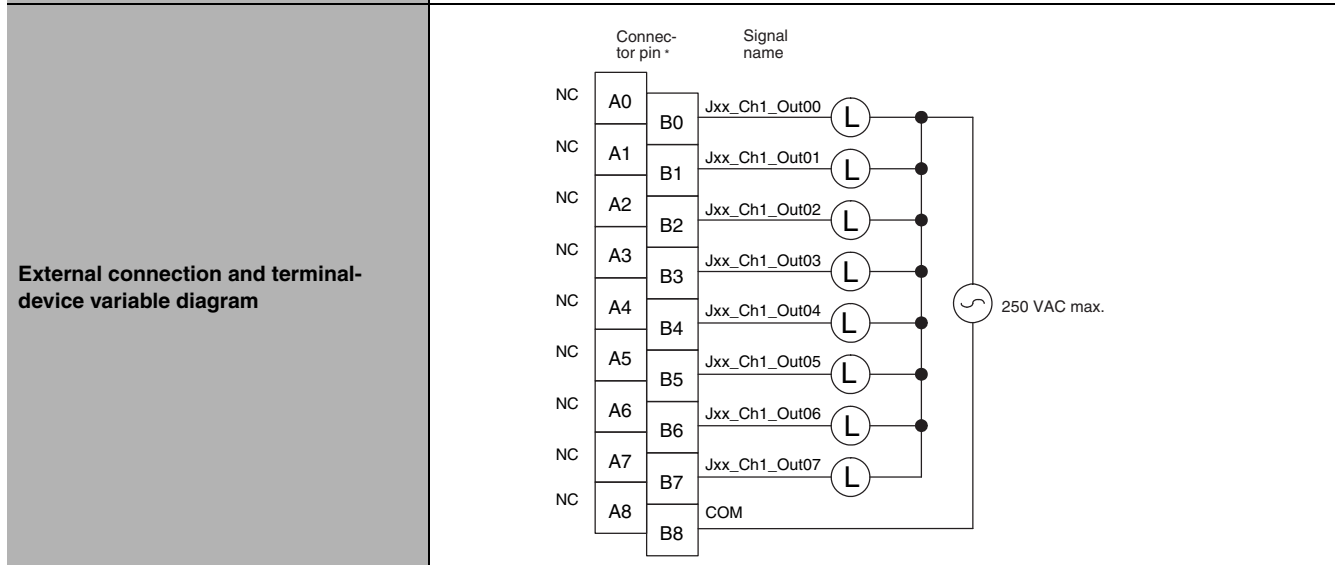 External connection and terminal-
device variable diagram
Connec-
tor pin *
Signal
name
NC
A0
B0
Jxx_Ch1_Out00
L
NC
A1
B1
Jxx_Ch1_Out01
L
NC
A2
B2
Jxx_Ch1_Out02
L
NC
A3
B3
Jxx_Ch1_Out03
L
NC
A4
B4
Jxx_Ch1_Out04
L
NC
A5
B5
Jxx_Ch1_Out05
L
NC
A6
B6
Jxx_Ch1_Out06
L
NC
A7
B7
Jxx_Ch1_Out07
L
NC
A8
B8
COM
250 VAC max.